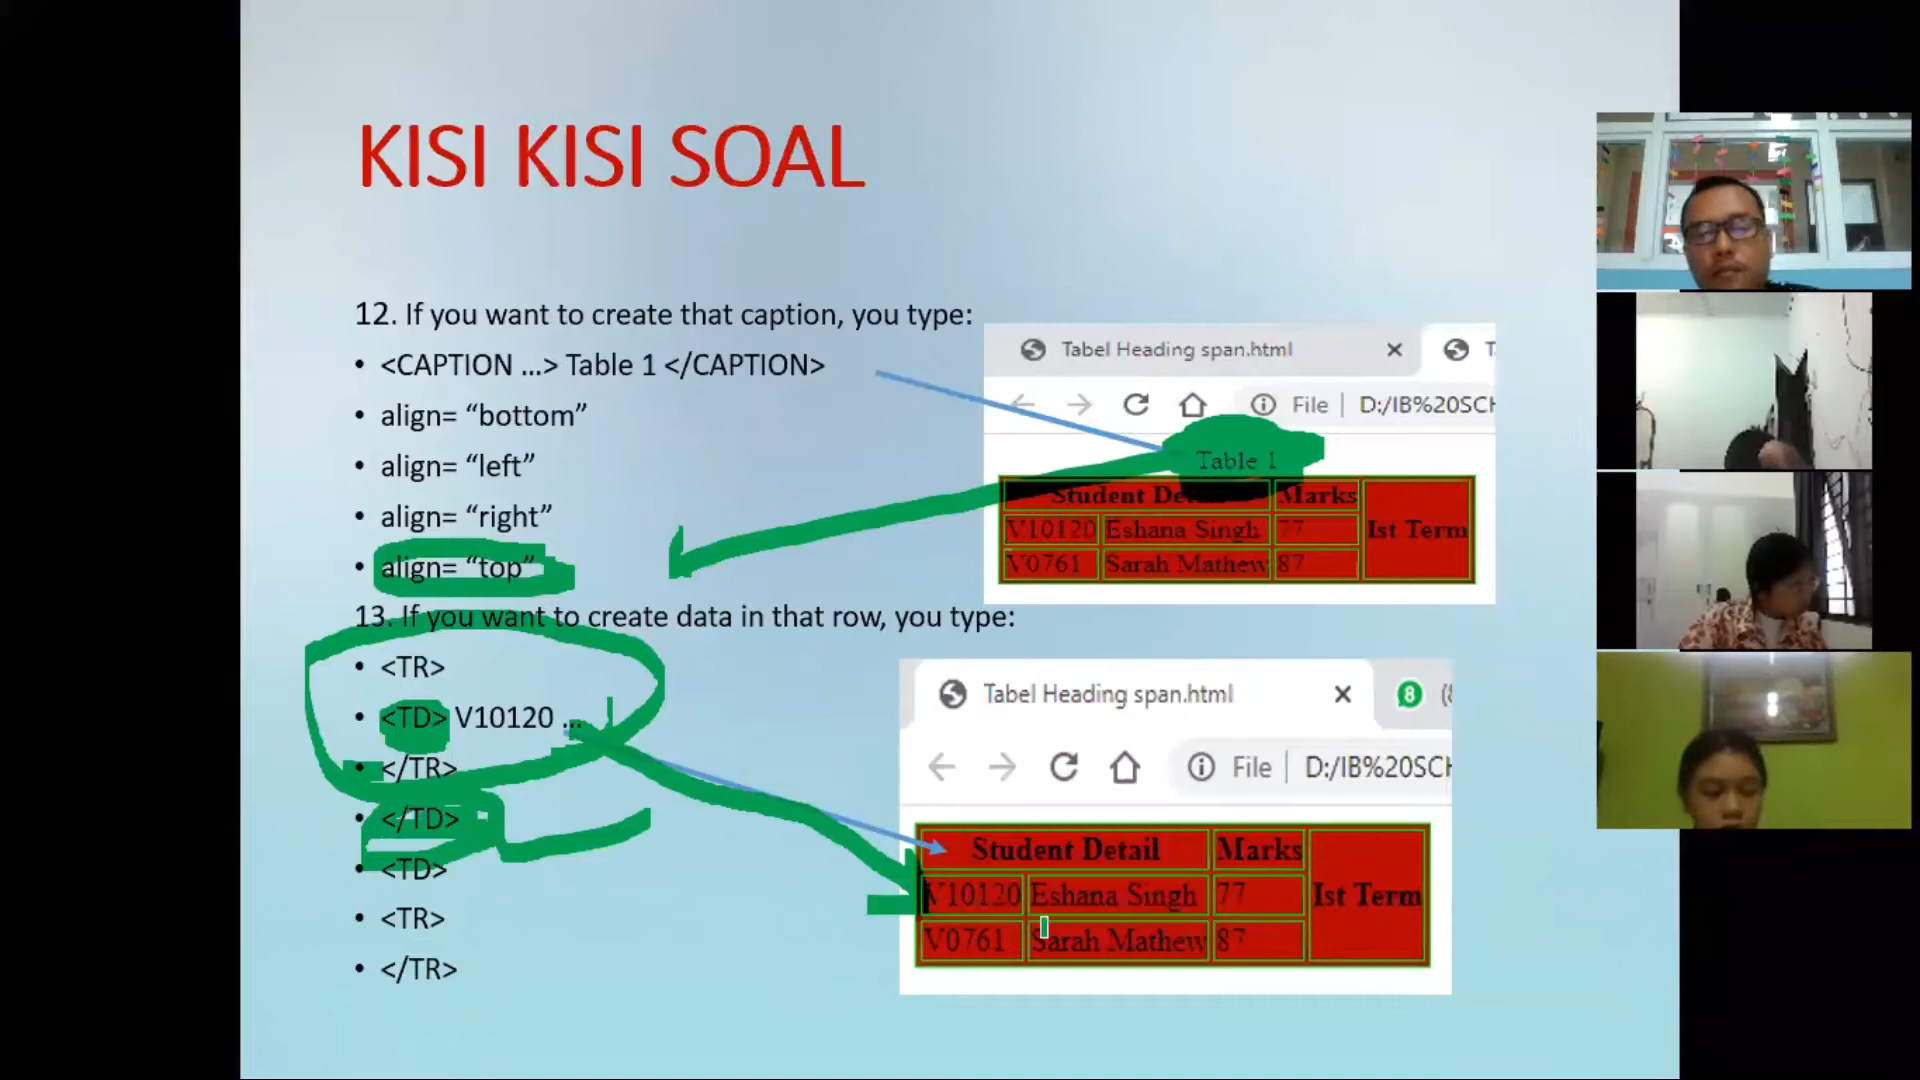 KISI KISI SOAL
12. If you want to create that caption, you type:
• <CAPTION ...> Table 1 </CAPTION>
• align= “bottom”
• align= “left”
• align= “right”
• align= “top”
13. If you want to create data in that row, you type:
• <TR>
• <TD> V10120 ...
• </TR>
• </TD>
• <TD>
• <TR>
• </TR>
Tabel Heading span.html
File D:/IB%20SCH
Table 1
Student Marks
V10120 Eshana Singh 77 Ist Term
V0761 Sarah Mathew 87
Tabel Heading span.html 8
File D:/IB%20SCH
Student Detail Marks
V10120 Eshana Singh 77 Ist Term
V0761 Sarah Mathew 87